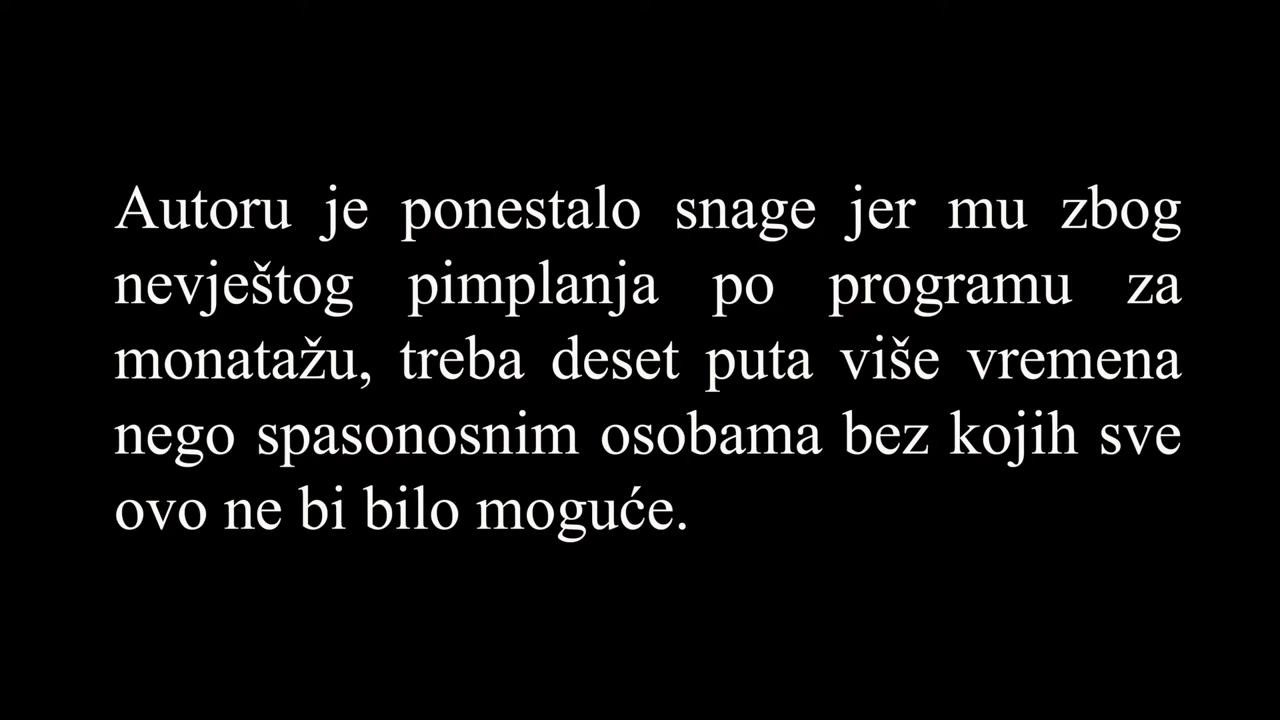 Autoru je ponestalo snage jer mu zbog
nevještog pimplanja po programu za
monatažu, treba deset puta više vremena
nego spasonosnim osobama bez kojih sve
ovo ne bi bilo moguće.